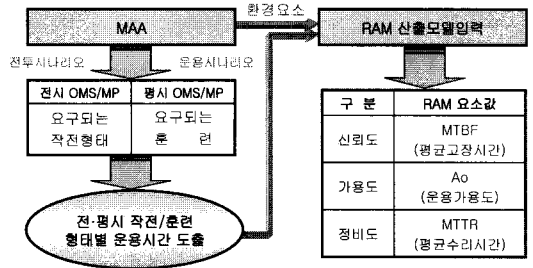 MAA
환경요소
RAM 산출모델입력
전투시나리오
운용시나리오
전시 OMS/MP
평시 OMS/MP
요구되는
작전형태
요구되는
훈 련
전·평시 작전/훈련
형태별 운용시간 도출
구 분
RAM 요소값
신뢰도
MTBF
(평균고장시간)
가용도
Ao
(운용가용도)
정비도
MTTR
(평균수리시간)